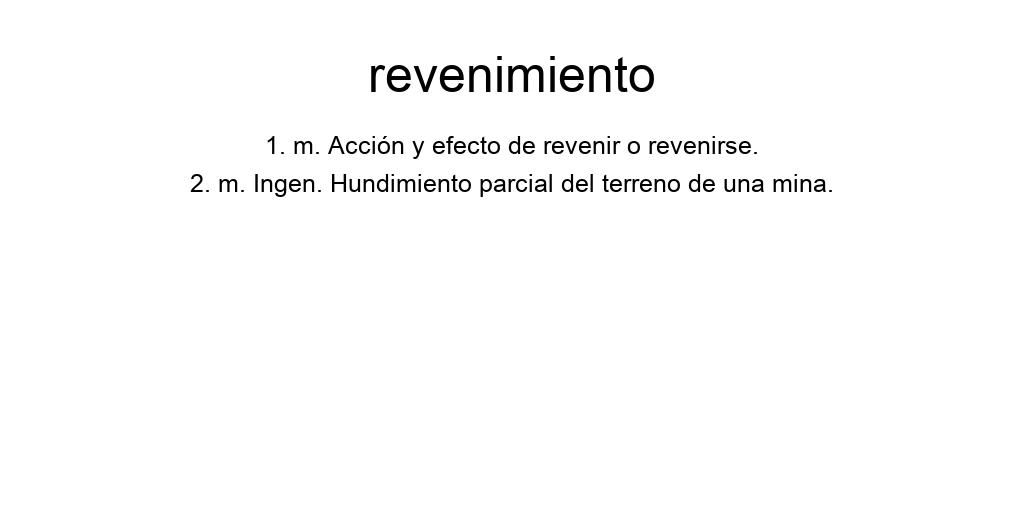 revenimiento
1. m. Acción y efecto de revenir o revenirse.
2. m. Ingen. Hundimiento parcial del terreno de una mina.